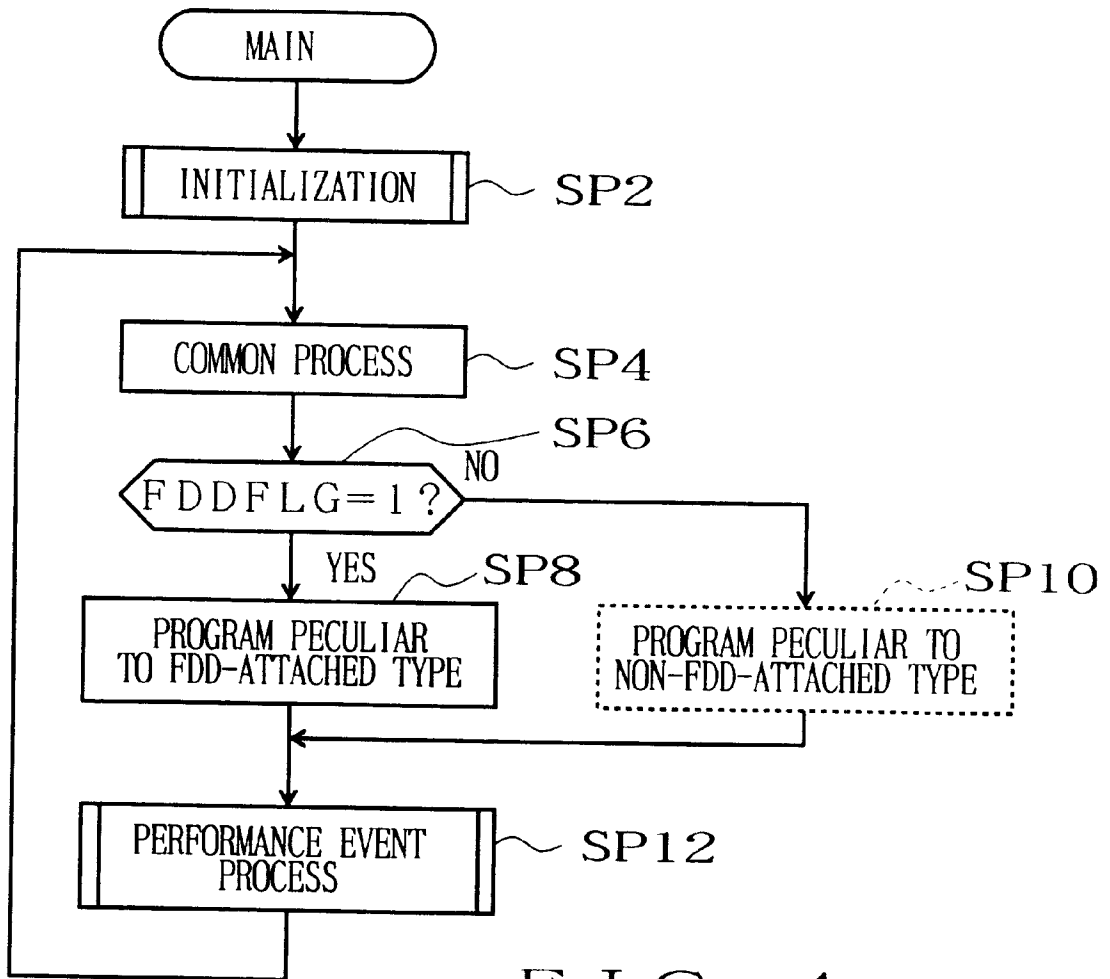 MAIN
INITIALIZATION
SP2
COMMON PROCESS
SP4
SP6
FDDFLG=1?
NO
YES
SP8
PROGRAM PECULIAR
TO FDD-ATTACHED TYPE
SP10
PROGRAM PECULIAR TO
NON-FDD-ATTACHED TYPE
PERFORMANCE EVENT
PROCESS
SP12